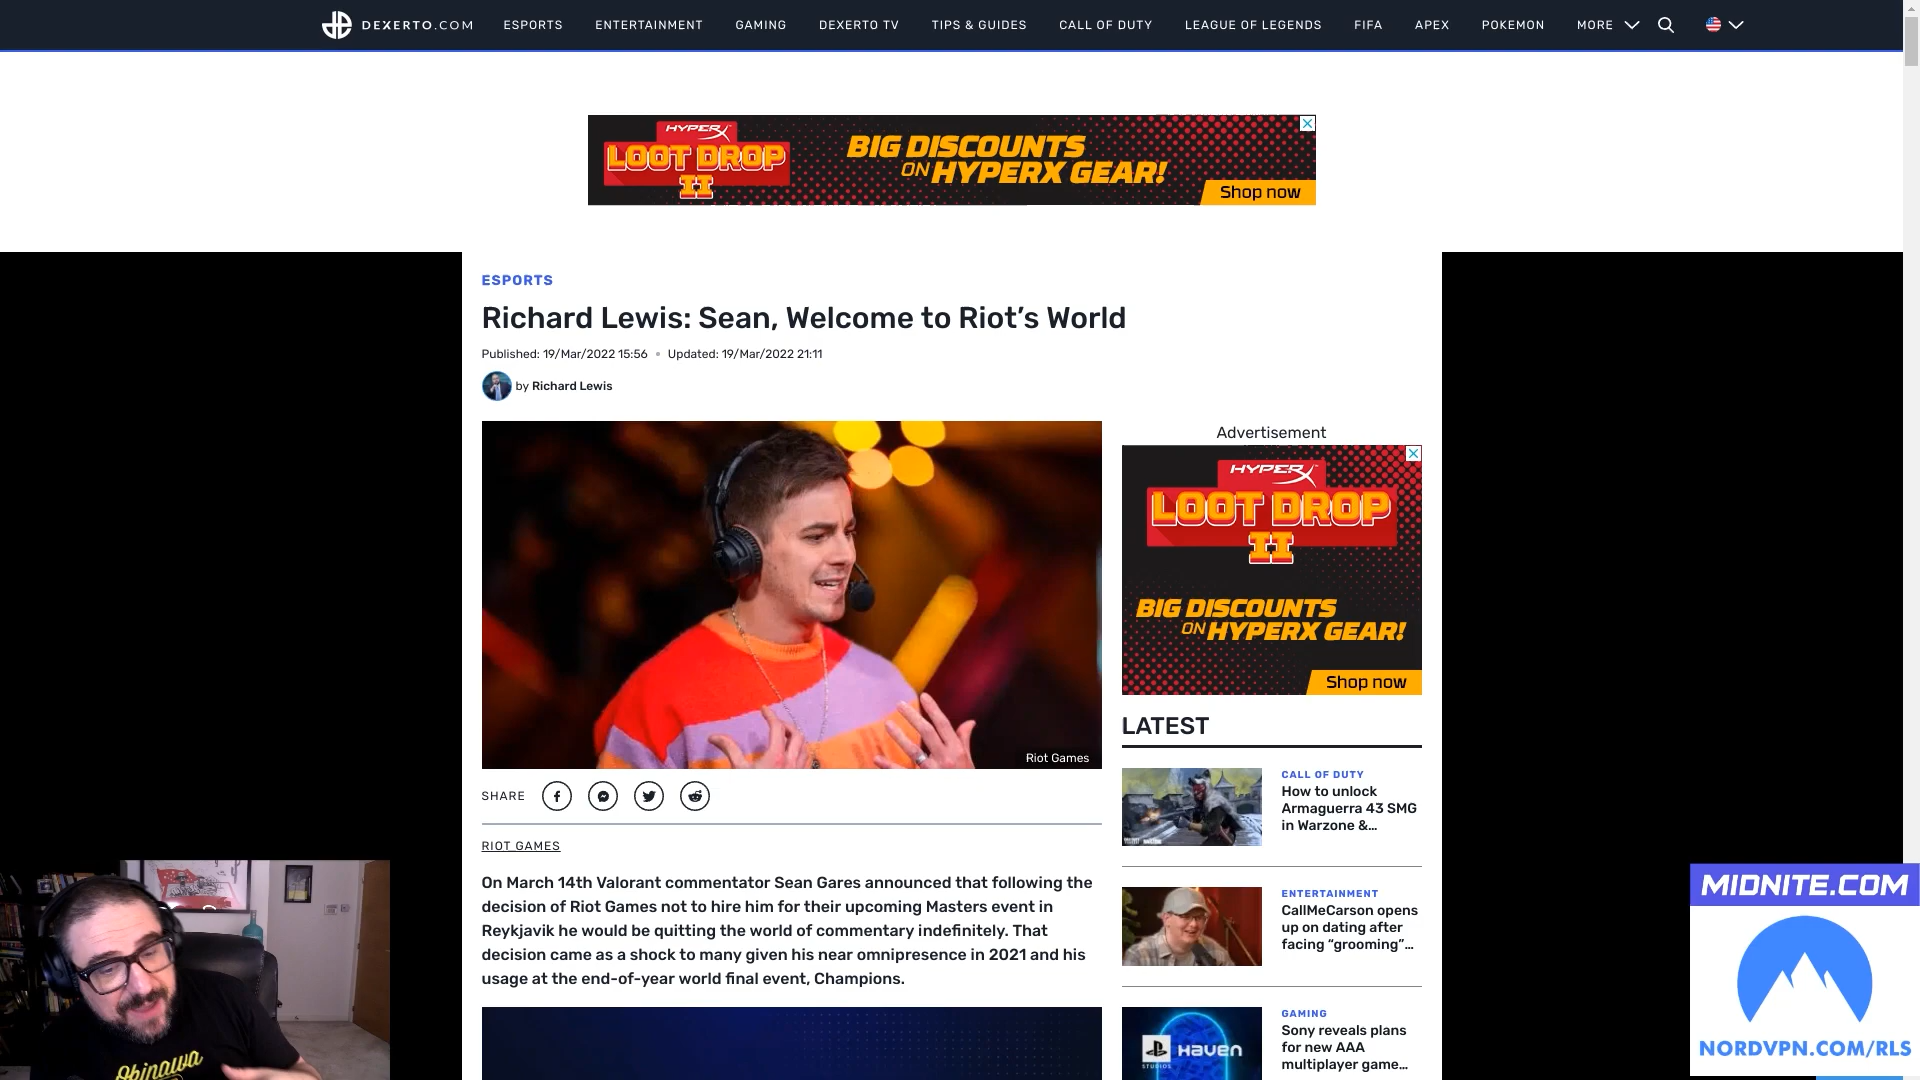 DEXERTO.COM
ESPORTS
ENTERTAINMENT
GAMING
DEXERTO TV
TIPS & GUIDES
CALL OF DUTY
LEAGUE OF LEGENDS
FIFA
APEX
POKEMON
MORE
HYPERX
LOOT DROP
II
BIG DISCOUNTS
ON HYPERX GEAR!
Shop now
ESPORTS
Richard Lewis: Sean, Welcome to Riot’s World
Published: 19/Mar/2022 15:56 • Updated: 19/Mar/2022 21:11
by Richard Lewis
Riot Games
SHARE
RIOT GAMES
On March 14th Valorant commentator Sean Gares announced that following the
decision of Riot Games not to hire him for their upcoming Masters event in
Reykjavik he would be quitting the world of commentary indefinitely. That
decision came as a shock to many given his near omnipresence in 2021 and his
usage at the end-of-year world final event, Champions.
Advertisement
HYPERX
LOOT DROP
II
BIG DISCOUNTS
ON HYPERX GEAR!
Shop now
LATEST
CALL OF DUTY
How to unlock
Armaguerra 43 SMG
in Warzone &...
ENTERTAINMENT
CallMeCarson opens
up on dating after
facing “grooming”...
GAMING
Sony reveals plans
for new AAA
multiplayer game...
Haven
STUDIOS
Okinawa
MIDNITE.COM
NORDVPN.COM/RLS